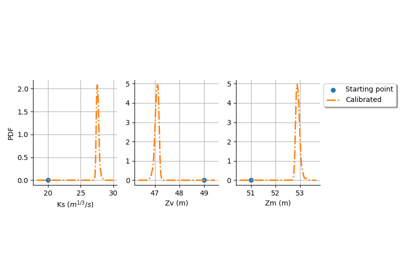 PDF
2.0
1.5
1.0
0.5
0.0
20 25 30
Ks (m^{1/3}/s)
5
4
3
2
1
0
47 48 49
Zv (m)
5
4
3
2
1
0
51 52 53
Zm (m)
Starting point
Calibrated